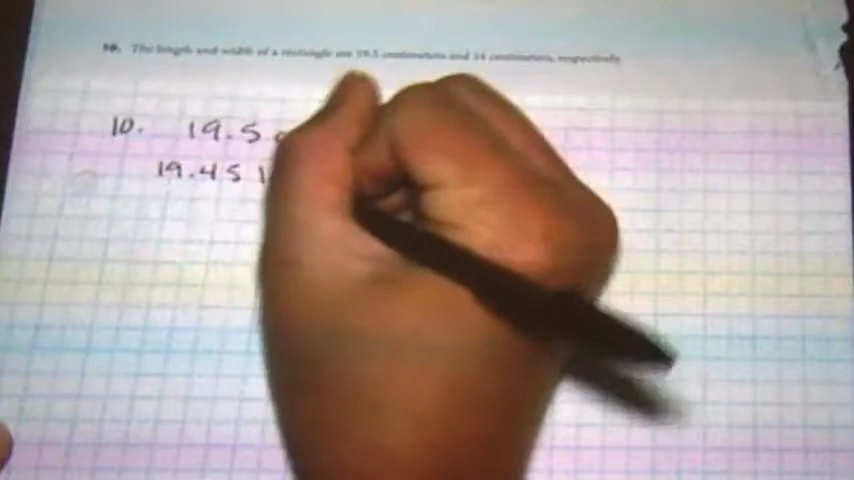 10. The length and width of a rectangle are 19.5 centimeters and 14 centimeters, respectively
10. 19.5
19.45